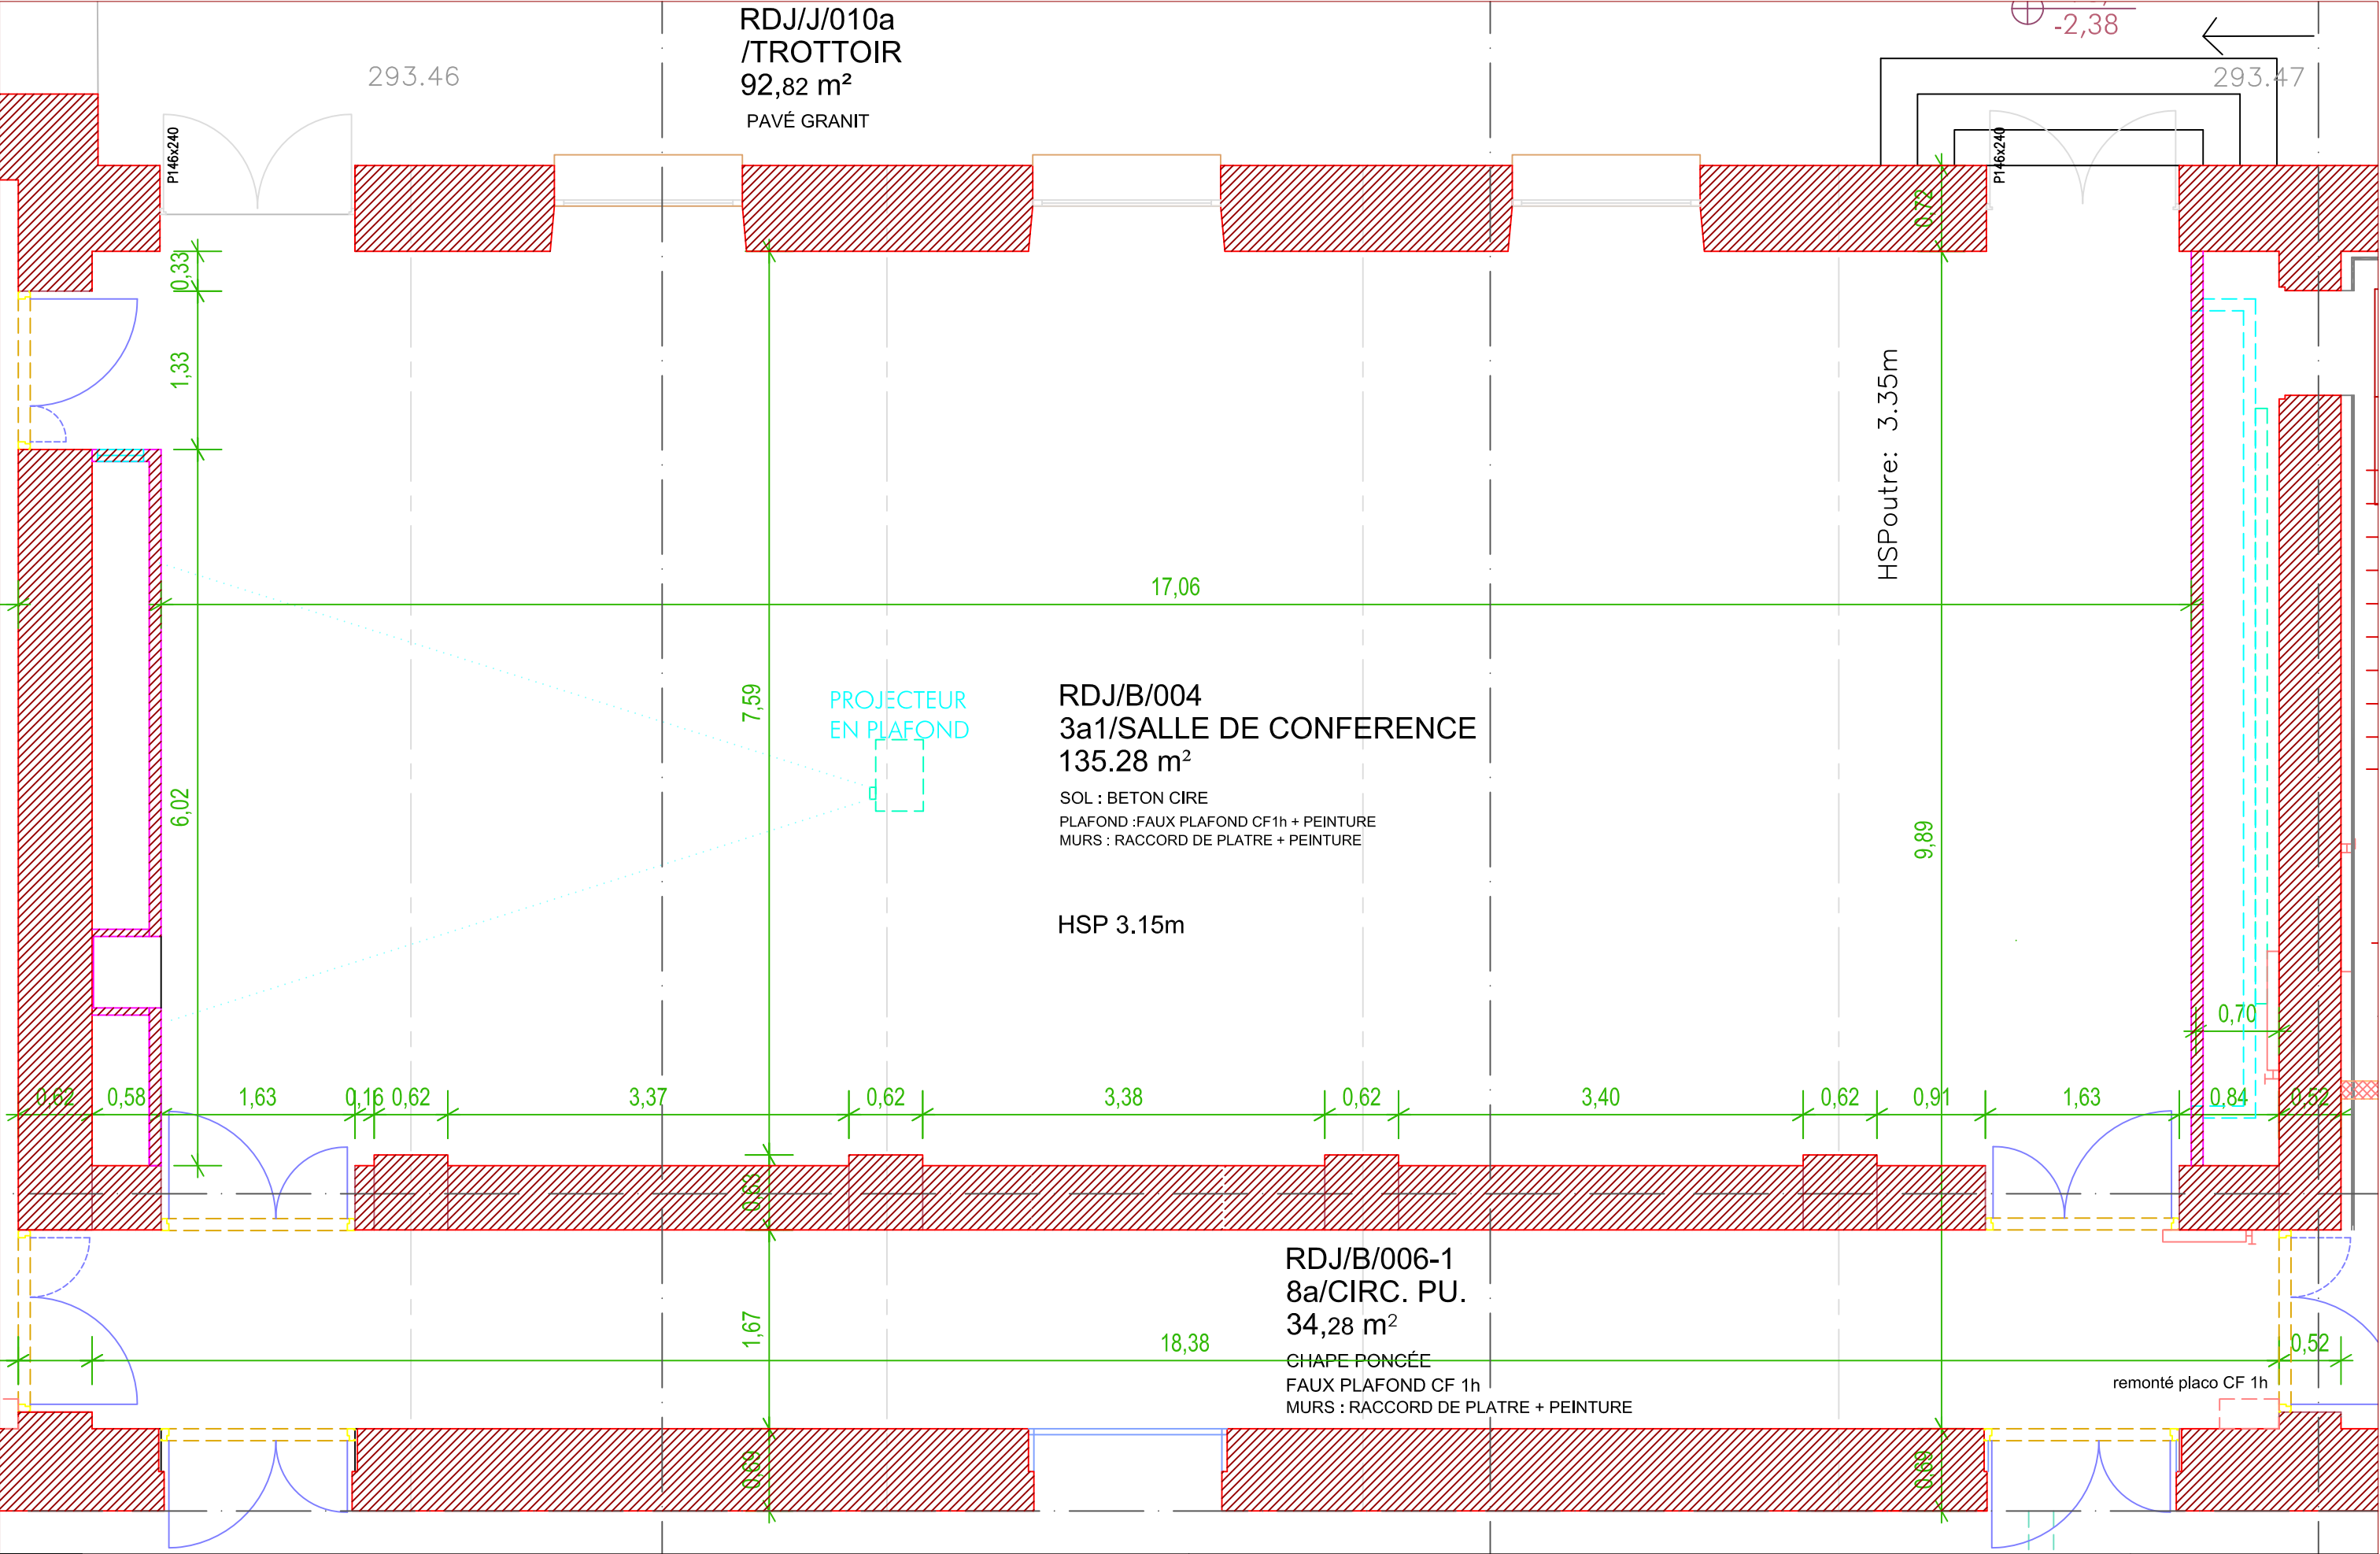 RDJ/J/010a
/TROTTOIR
92,82 m²
PAVÉ GRANIT
293.46
-2,38
293.47
P146x240
P146x240
0,72
0,33
1,33
HSPoutre: 3.35m
17,06
7,59
PROJECTEUR
EN PLAFOND
RDJ/B/004
3a1/SALLE DE CONFERENCE
135.28 m²
SOL : BETON CIRE
PLAFOND :FAUX PLAFOND CF1h + PEINTURE
MURS : RACCORD DE PLATRE + PEINTURE
6,02
9,89
HSP 3.15m
0,70
0,62 0,58 1,63 0,16 0,62 3,37 0,62 3,38 0,62 3,40 0,62 0,91 1,63 0,84 0,52
0,63
RDJ/B/006-1
8a/CIRC. PU.
34,28 m²
1,67
18,38
0,52
CHAPE PONCÉE
FAUX PLAFOND CF 1h
MURS : RACCORD DE PLATRE + PEINTURE
remonté placo CF 1h
0,69
0,69